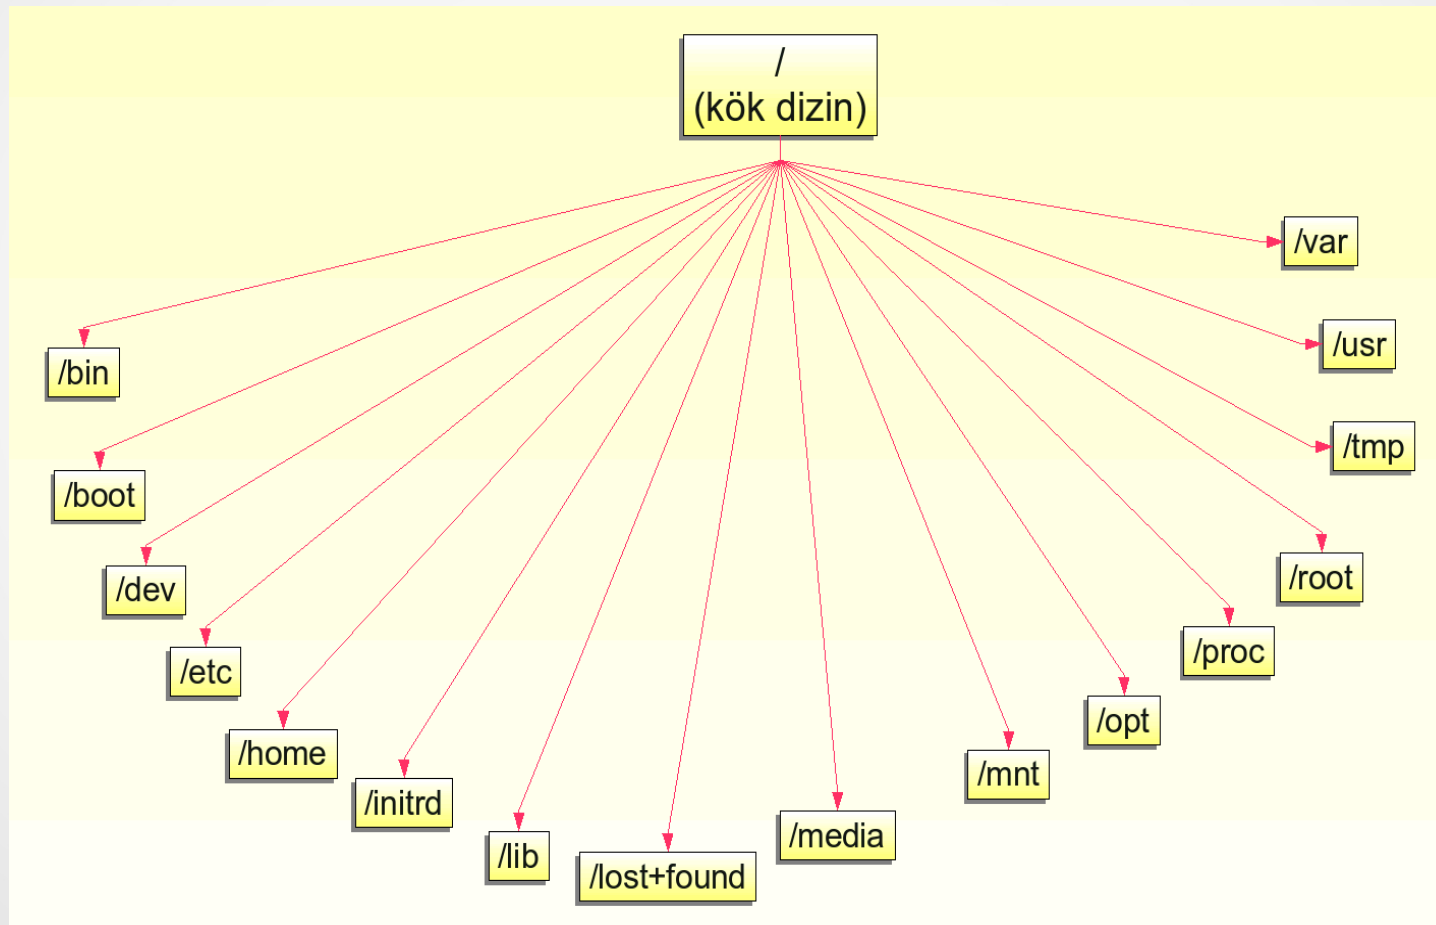 /
(kök dizin)
/var
/usr
/bin
/tmp
/boot
/root
/dev
/proc
/etc
/opt
/home
/mnt
/initrd
/media
/lib
/lost+found